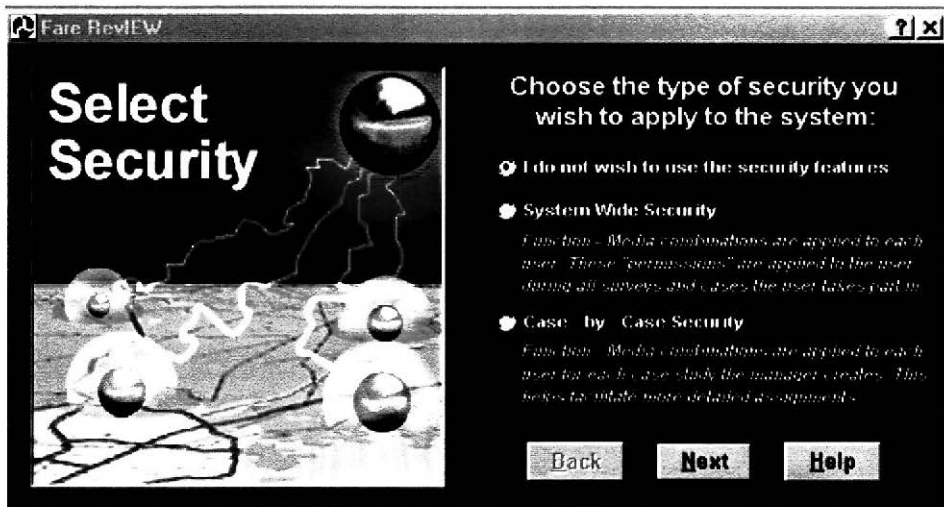 Fare RevIEW
Select
Security
Choose the type of security you
wish to apply to the system:
I do not wish to use the security features
System Wide Security
Function - Media combinations are applied to each
user. These "permissions" are applied to the user
during all surveys and cases the user takes part in
Case by Case Security
Function - Media combinations are applied to each
user for each case study the manager creates. This
helps facilitate more detailed assignments
Back
Next
Help